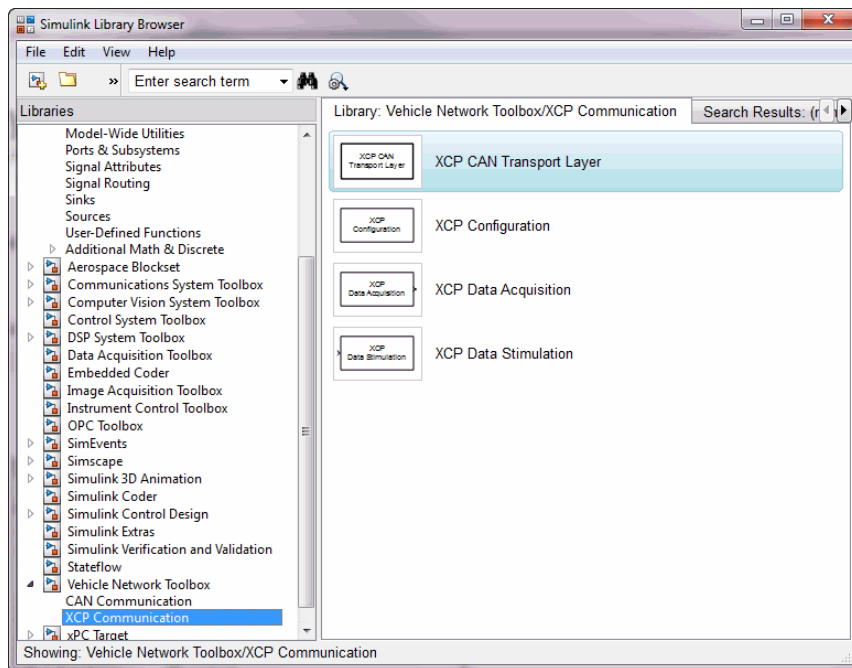 Simulink Library Browser
File Edit View Help
» Enter search term
Libraries
Model-Wide Utilities
Ports & Subsystems
Signal Attributes
Signal Routing
Sinks
Sources
User-Defined Functions
Additional Math & Discrete
Aerospace Blockset
Communications System Toolbox
Computer Vision System Toolbox
Control System Toolbox
DSP System Toolbox
Data Acquisition Toolbox
Embedded Coder
Image Acquisition Toolbox
Instrument Control Toolbox
OPC Toolbox
SimEvents
Simscape
Simulink 3D Animation
Simulink Coder
Simulink Control Design
Simulink Extras
Simulink Verification and Validation
Stateflow
Vehicle Network Toolbox
CAN Communication
XCP Communication
xPC Target
Library: Vehicle Network Toolbox/XCP Communication
Search Results: (
XCP CAN
Transport Layer
XCP CAN Transport Layer
XCP
Configuration
XCP Configuration
XCP
Data Acquisition
XCP Data Acquisition
XCP
Data Stimulation
XCP Data Stimulation
Showing: Vehicle Network Toolbox/XCP Communication